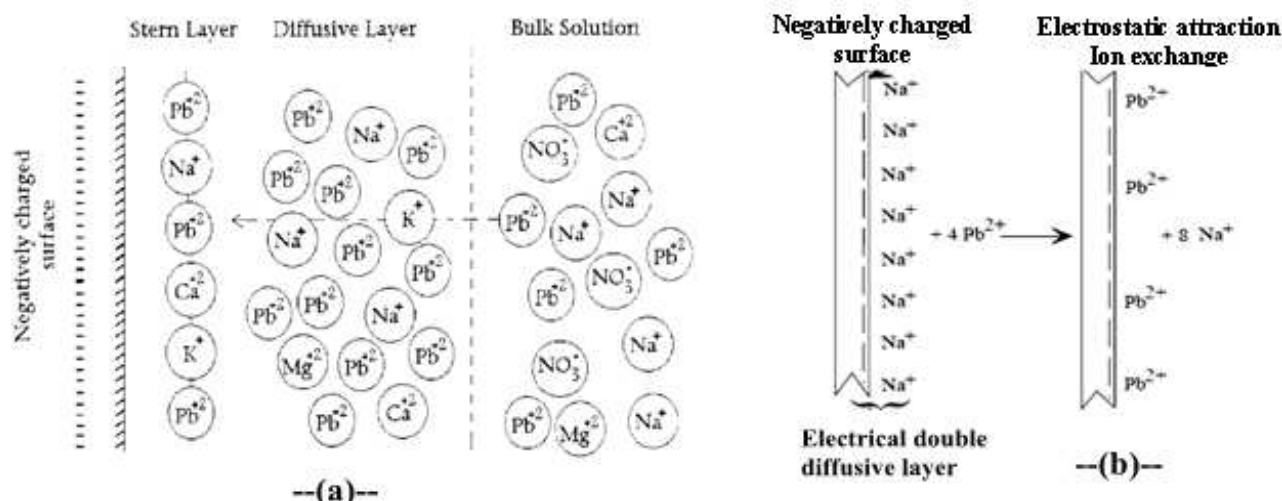 Stern Layer Diffusive Layer Bulk Solution
Negatively charged
surface
Pb+2
Na+
Pb+2
Ca+2
K+
Pb+2
Pb+2
Na+
Pb+2
Pb+2
Pb+2
K+
Na+
Pb+2
Pb+2
Pb+2
Pb+2
Na+
Mg+2
Pb+2
Pb+2
Pb+2
Ca+2
Pb+2
Ca+2
NO3-
Na+
Pb+2
Na+
Pb+2
NO3-
Pb+2
Na+
NO3-
Pb+2
Mg+2
Na+
--(a)--
Negatively charged
surface
Na+
Na+
Na+
Na+
Na+
Na+
Na+
Na+
+ 4 Pb2+
Electrical double
diffusive layer
Electrostatic attraction
Ion exchange
Pb2+
Pb2+
Pb2+
Pb2+
+ 8 Na+
--(b)--